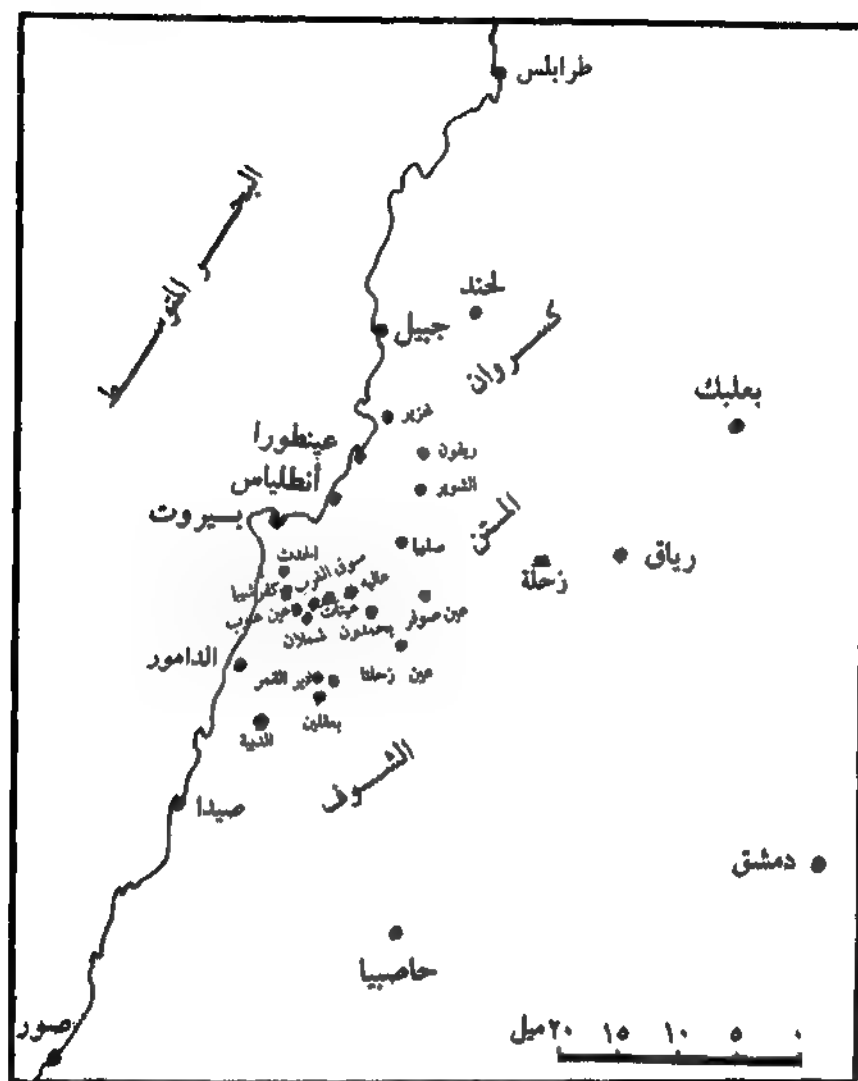 طرابلس
البحر المتوسط
لحفد
جبيل
كسروان
بعلبك
غزير
عينطورا
ريفون
أنطلياس
الشوير
بيروت
المتن
صليما
رياق
زحلة
الحدث
سوق الغرب
عاليه
كفرشيما
عين عنوب
عيتات
عين صوفر
بحمدون
شملان
الدامور
عين زحلتا
دير القمر
بعقلين
الدبية
الشوف
صيدا
دمشق
حاصبيا
صور
٠ ٥ ١٠ ١٥ ٢٠ ميل